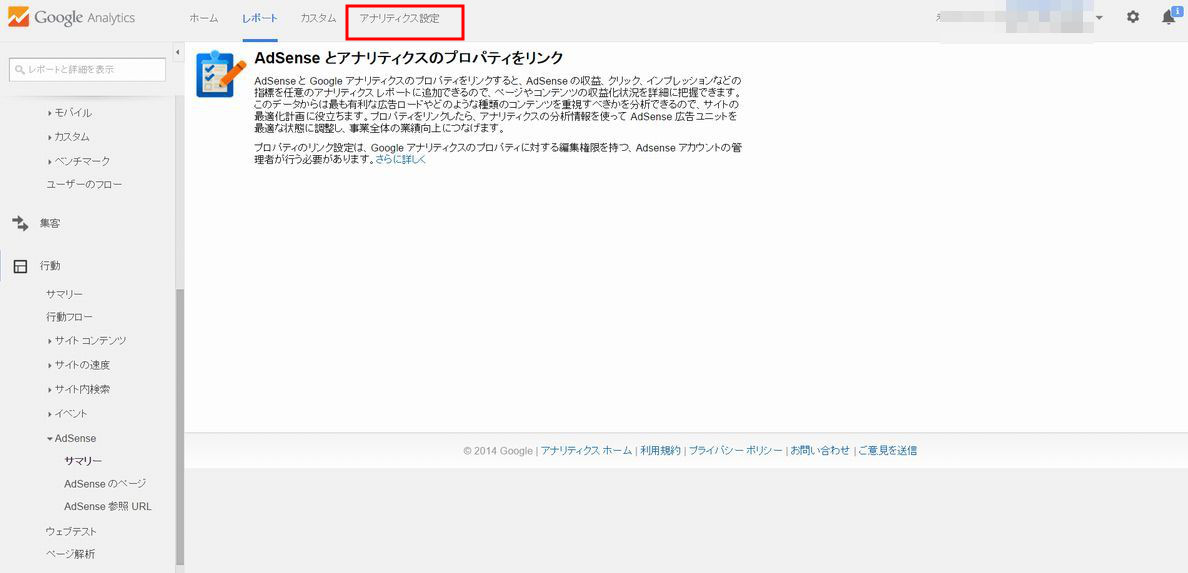 Google Analytics
ホーム レポート カスタム アナリティクス設定
レポートと詳細を表示
モバイル
カスタム
ベンチマーク
ユーザーのフロー
集客
行動
サマリー
行動フロー
サイト コンテンツ
サイトの速度
サイト内検索
イベント
AdSense
サマリー
AdSense のページ
AdSense 参照 URL
ウェブテスト
ページ解析
AdSense とアナリティクスのプロパティをリンク
AdSense と Google アナリティクスのプロパティをリンクすると、AdSense の収益、クリック、インプレッションなどの
指標を任意のアナリティクス レポートに追加できるので、ページやコンテンツの収益化状況を詳細に把握できます。
このデータからは最も有利な広告ロードやどのような種類のコンテンツを重視すべきかを分析できるので、サイトの
最適化計画に役立ちます。プロパティをリンクしたら、アナリティクスの分析情報を使って AdSense 広告ユニットを
最適な状態に調整し、事業全体の業績向上につなげます。
プロパティのリンク設定は、Google アナリティクスのプロパティに対する編集権限を持つ、Adsense アカウントの管
理者が行う必要があります。さらに詳しく
© 2014 Google | アナリティクス ホーム | 利用規約 | プライバシー ポリシー | お問い合わせ | ご意見を送信